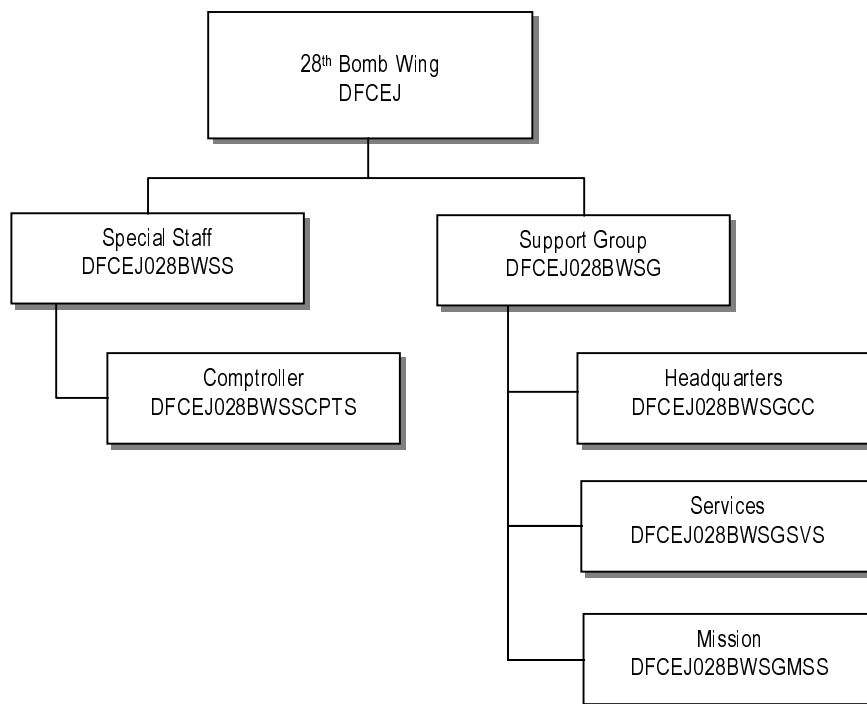 28th Bomb Wing
DFCEJ
Special Staff
DFCEJ028BWSS
Support Group
DFCEJ028BWSG
Comptroller
DFCEJ028BWSSCPTS
Headquarters
DFCEJ028BWSGCC
Services
DFCEJ028BWSGSVS
Mission
DFCEJ028BWSGMSS